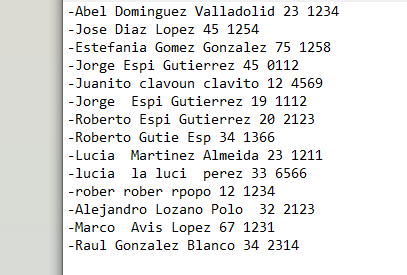 -Abel Dominguez Valladolid 23 1234
-Jose Diaz Lopez 45 1254
-Estefania Gomez Gonzalez 75 1258
-Jorge Espi Gutierrez 45 0112
-Juanito clavoun clavito 12 4569
-Jorge  Espi Gutierrez 19 1112
-Roberto Espi Gutierrez 20 2123
-Roberto Gutie Esp 34 1366
-Lucia  Martinez Almeida 23 1211
-lucia  la luci  perez 33 6566
-rober rober rpopo 12 1234
-Alejandro Lozano Polo  32 2123
-Marco  Avis Lopez 67 1231
-Raul Gonzalez Blanco 34 2314